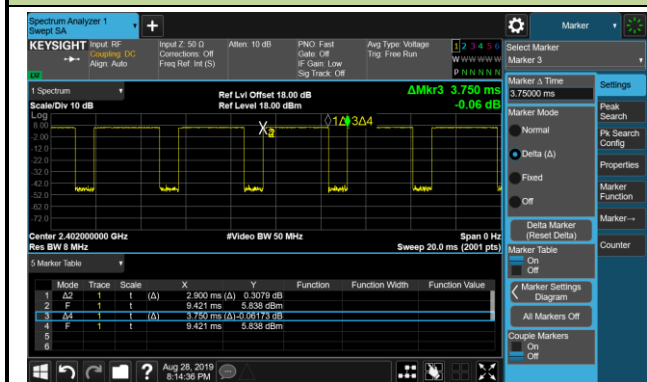 Spectrum Analyzer 1
Swept SA
+
Marker
KEYSIGHT
Input: RF
Coupling: DC
Align: Auto
Input Z: 50 Ω
Corrections: Off
Freq Ref: Int (S)
Atten: 10 dB
PNO: Fast
Gate: Off
IF Gain: Low
Sig Track: Off
Avg Type: Voltage
Trig: Free Run
1 2 3 4 5 6
W W W W W W
P N N N N N
LV
Select Marker
Marker 3
1 Spectrum
Scale/Div 10 dB
Ref Lvl Offset 18.00 dB
Ref Level 18.00 dBm
ΔMkr3 3.750 ms
-0.06 dB
Log
8.00
-2.00
-12.0
-22.0
-32.0
-42.0
-52.0
-62.0
-72.0
1Δ
3Δ4
Center 2.402000000 GHz
Res BW 8 MHz
#Video BW 50 MHz
Span 0 Hz
Sweep 20.0 ms (2001 pts)
Marker Δ Time
3.75000 ms
Marker Mode
Normal
Delta (Δ)
Fixed
Off
Delta Marker
(Reset Delta)
Marker Table
On
Off
Marker Settings
Diagram
All Markers Off
Couple Markers
On
Off
Settings
Peak
Search
Pk Search
Config
Properties
Marker
Function
Marker→
Counter
5 Marker Table
Mode Trace Scale X Y Function Function Width Function Value
1 Δ2 1 t (Δ) 2.900 ms (Δ) 0.3079 dB
2 F 1 t 9.421 ms 5.838 dBm
3 Δ4 1 t (Δ) 3.750 ms (Δ) -0.06173 dB
4 F 1 t 9.421 ms 5.838 dBm
5
6
?
Aug 28, 2019
8:14:36 PM